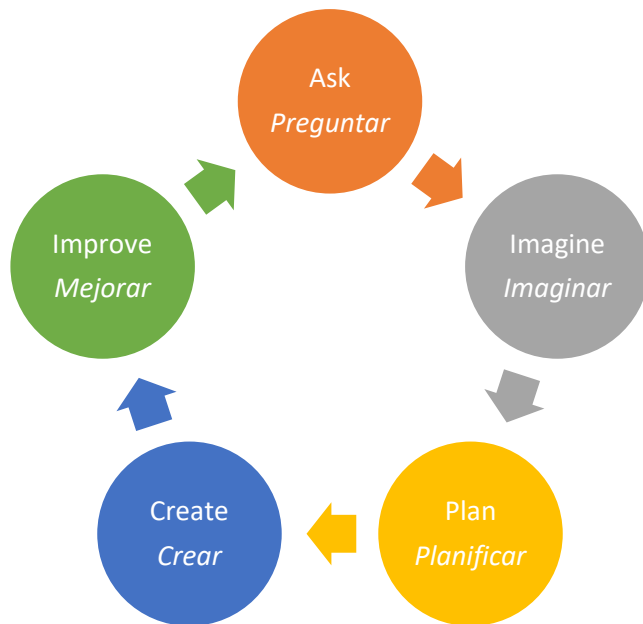 Ask
Preguntar
Imagine
Imaginar
Plan
Planificar
Create
Crear
Improve
Mejorar